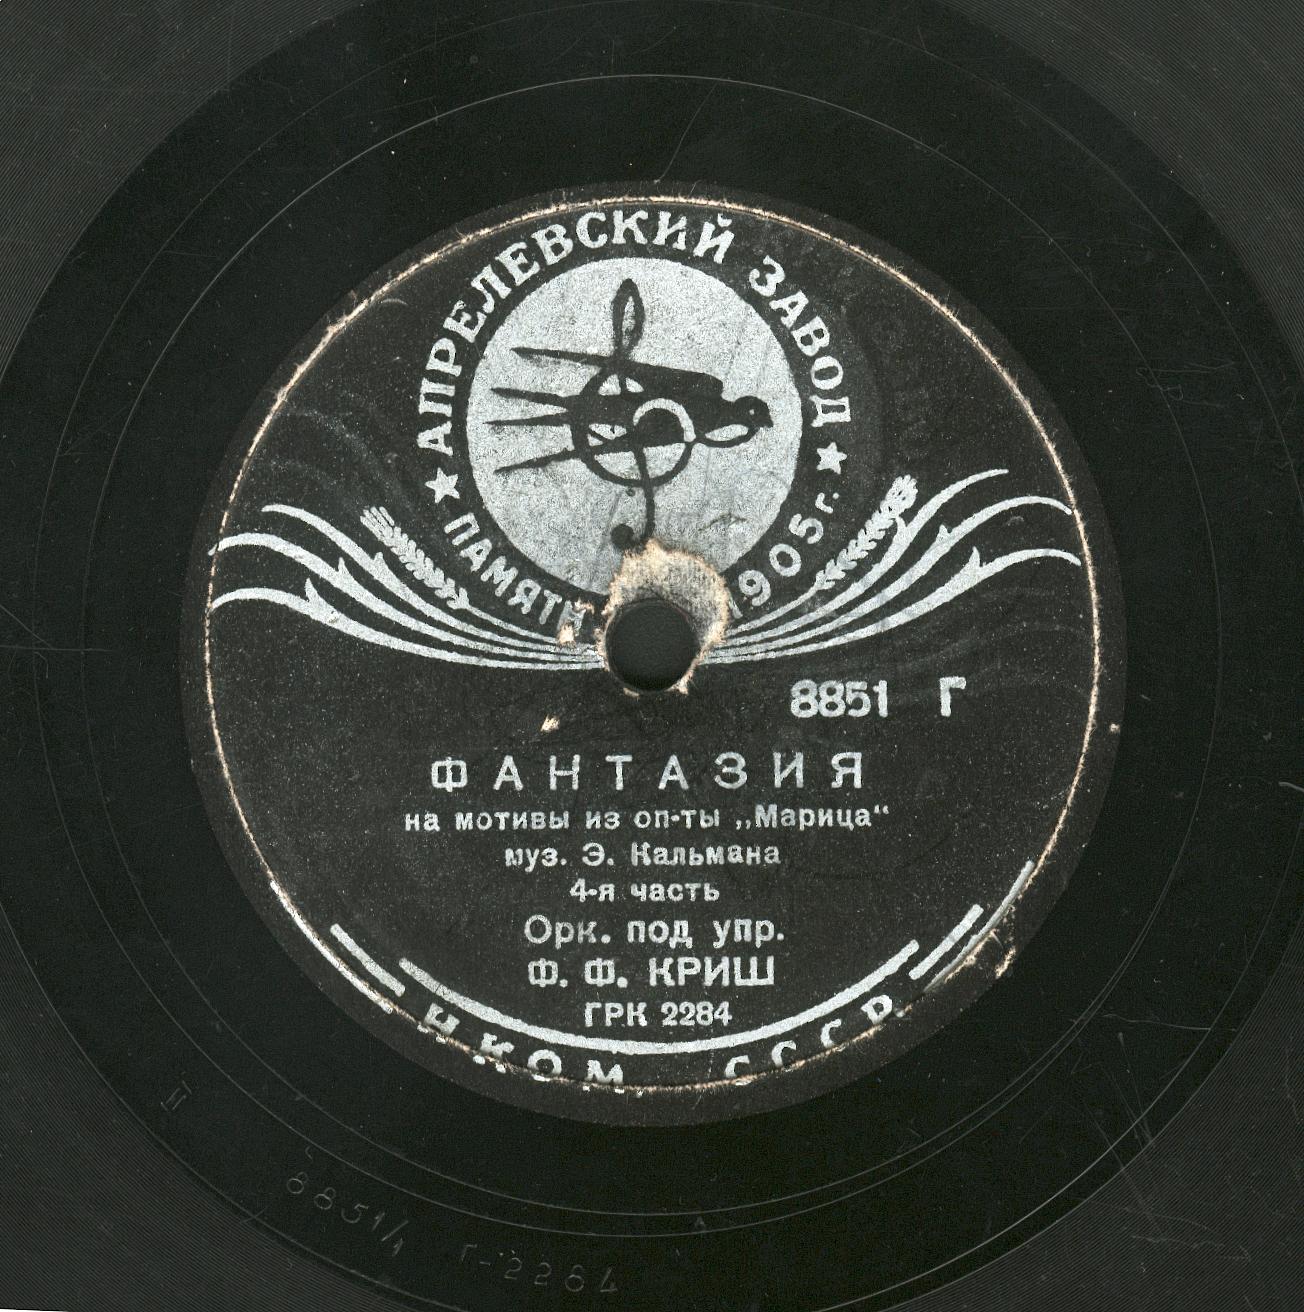 ★ АПРЕЛЕВСКИЙ ЗАВОД ★
ПАМЯТИ 1905 г.
8851 Г
ФАНТАЗИЯ
на мотивы из оп-ты „Марица“
муз. Э. Кальмана
4-я часть
Орк. под упр.
Ф. Ф. КРИШ
ГРК 2284
НКОМ СССР
II
8851/1 Г-2284